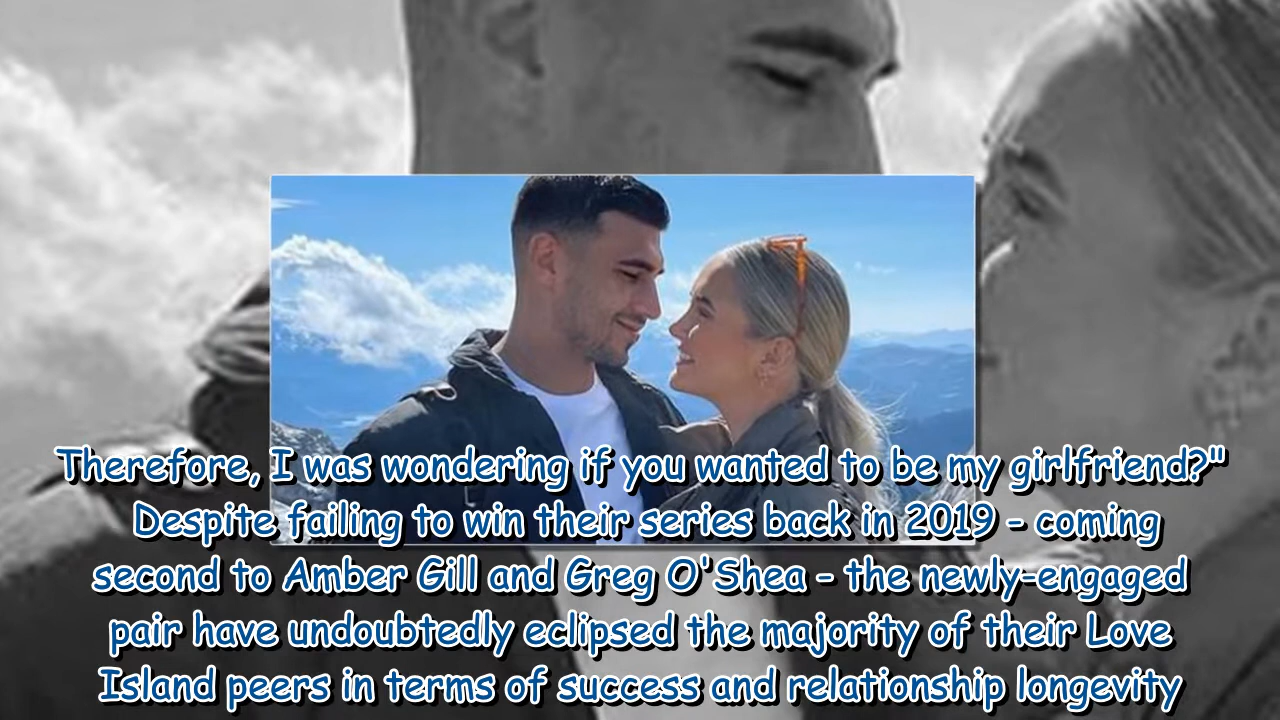 Therefore, I was wondering if you wanted to be my girlfriend?"
Despite failing to win their series back in 2019 - coming
second to Amber Gill and Greg O'Shea - the newly-engaged
pair have undoubtedly eclipsed the majority of their Love
Island peers in terms of success and relationship longevity